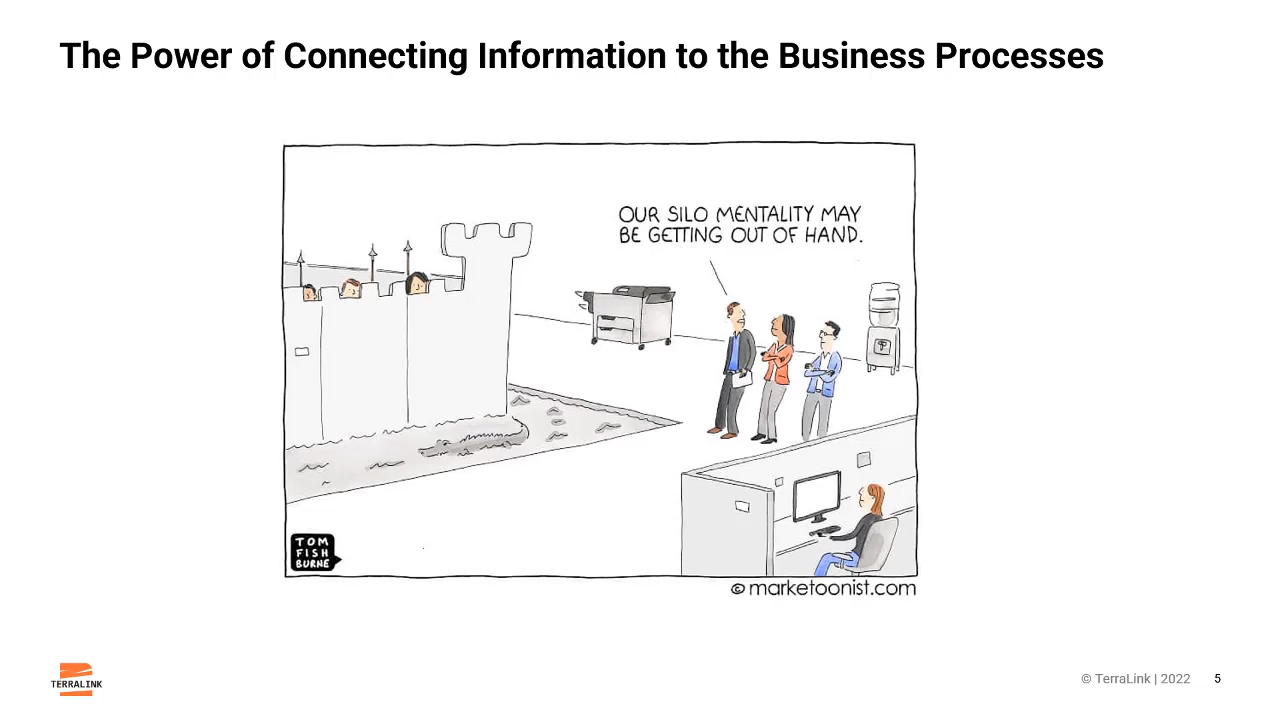 The Power of Connecting Information to the Business Processes
OUR SILO MENTALITY MAY
BE GETTING OUT OF HAND.
TOM
FISH
BURNE
© marketoonist.com
TERRALINK
© TerraLink | 2022 5